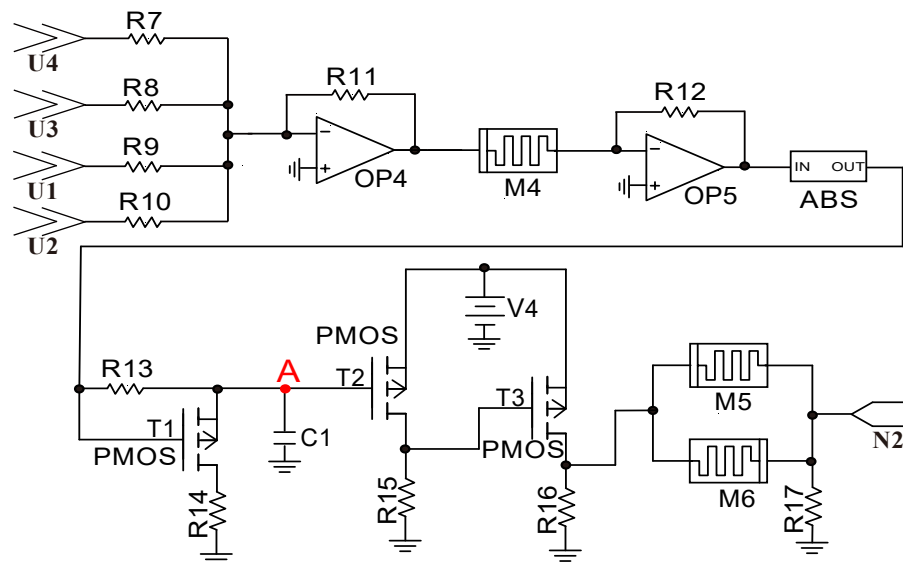 R7
U4
R8
U3
R9
U1
R10
U2
R11
−
+
OP4
M4
R12
−
+
OP5
IN OUT
ABS
V4
PMOS
R13
A
T2
T1
PMOS
C1
R14
R15
T3
PMOS
R16
M5
N2
M6
R17